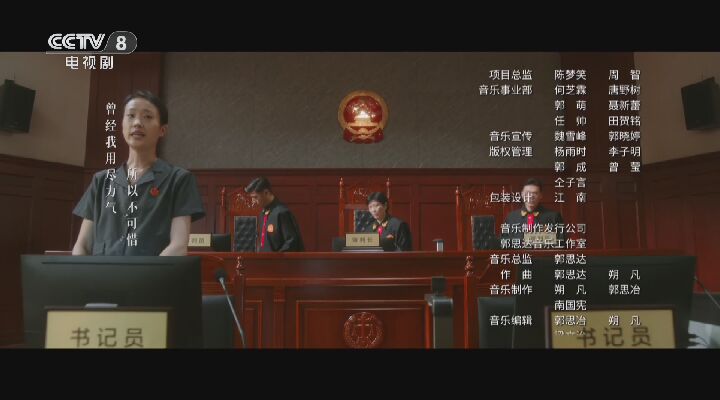 CCTV 8
电视剧
曾经我用尽力气
所以不可惜
项目总监 陈梦笑 周智
音乐事业部 何芝霖 唐野树
郭萌 聂新蕾
任帅 田贺铭
音乐宣传 魏雪峰 郭晓婷
版权管理 杨雨时 李子明
郭成 曾莹
仝子言
包装设计 江南
音乐制作发行公司
郭思达音乐工作室
音乐总监 郭思达
作曲 郭思达 朔凡
音乐制作 朔凡 郭思冶
南国宪
音乐编辑 郭思冶 朔凡
审判长
书记员
书记员